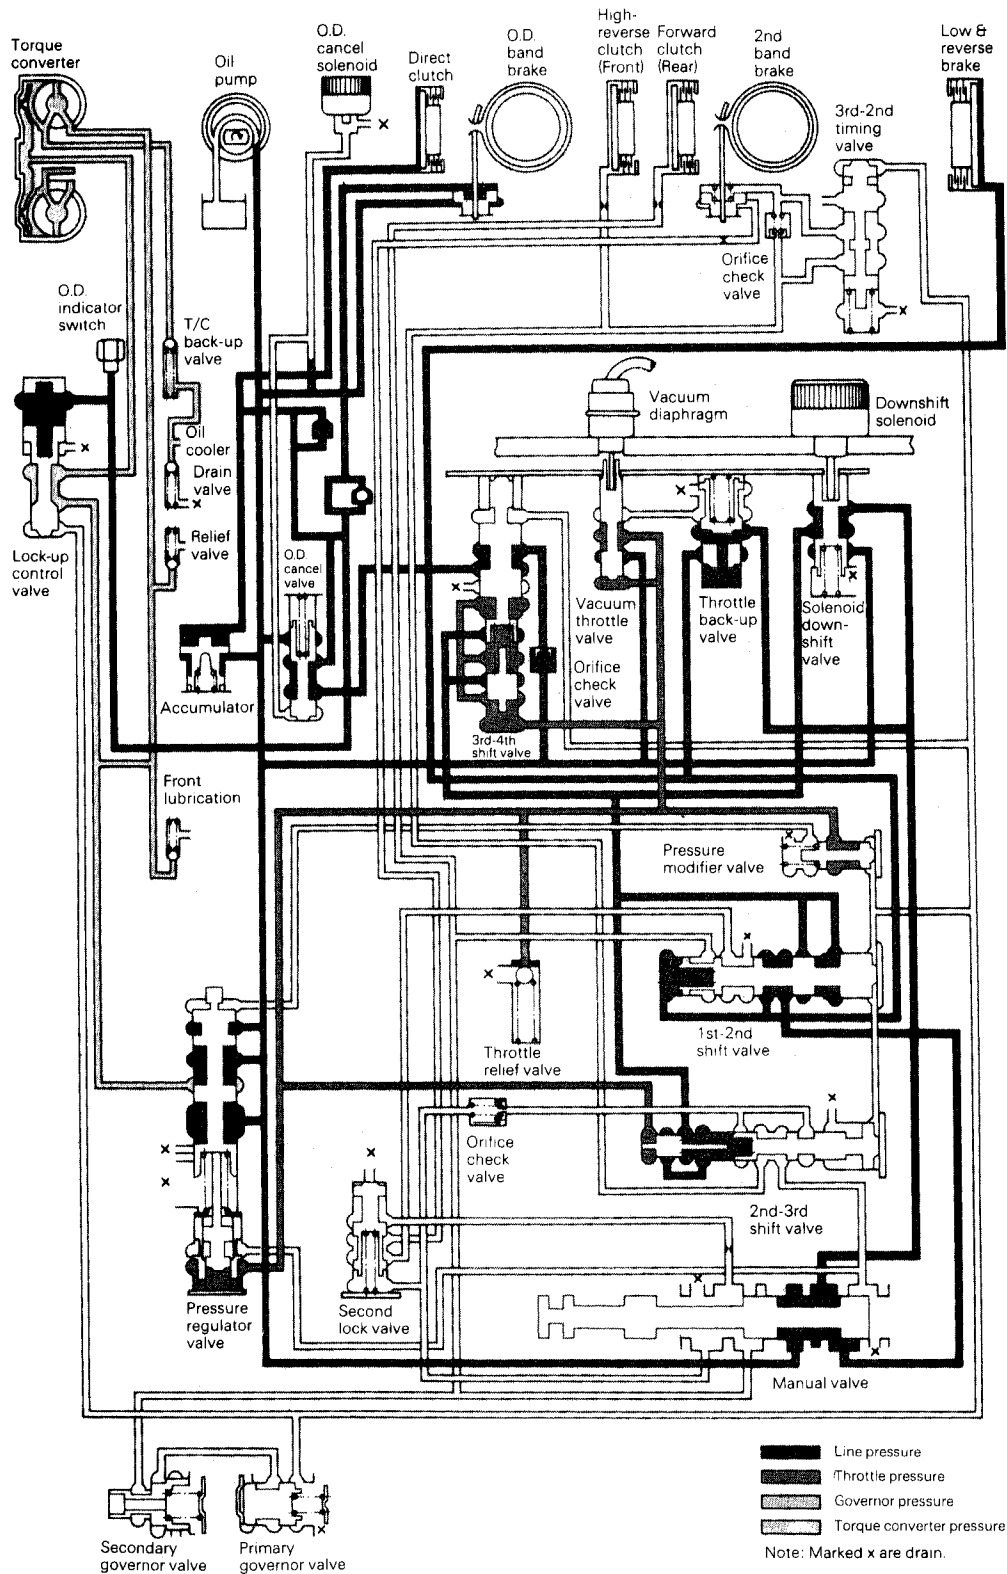 Torque
converter
Oil
pump
O.D.
cancel
solenoid
Direct
clutch
O.D.
band
brake
High-
reverse
clutch
(Front)
Forward
clutch
(Rear)
2nd
band
brake
3rd-2nd
timing
valve
Low &
reverse
brake
x
O.D.
indicator
switch
T/C
back-up
valve
Orifice
check
valve
x
x
Vacuum
diaphragm
Downshift
solenoid
x
Oil
cooler
Drain
valve
x
Relief
valve
Lock-up
control
valve
O.D.
cancel
valve
x
x
x
Vacuum
throttle
valve
Throttle
back-up
valve
Solenoid
down-
shift
valve
Orifice
check
valve
Accumulator
3rd-4th
shift valve
Front
lubrication
x
Pressure
modifier valve
x
x
1st-2nd
shift valve
Throttle
relief valve
x
Orifice
check
valve
x
x
x
2nd-3rd
shift valve
x
Pressure
regulator
valve
Second
lock valve
x
Manual valve
Line pressure
Throttle pressure
Governor pressure
Torque converter pressure
Note: Marked x are drain.
x
Secondary
governor valve
Primary
governor valve